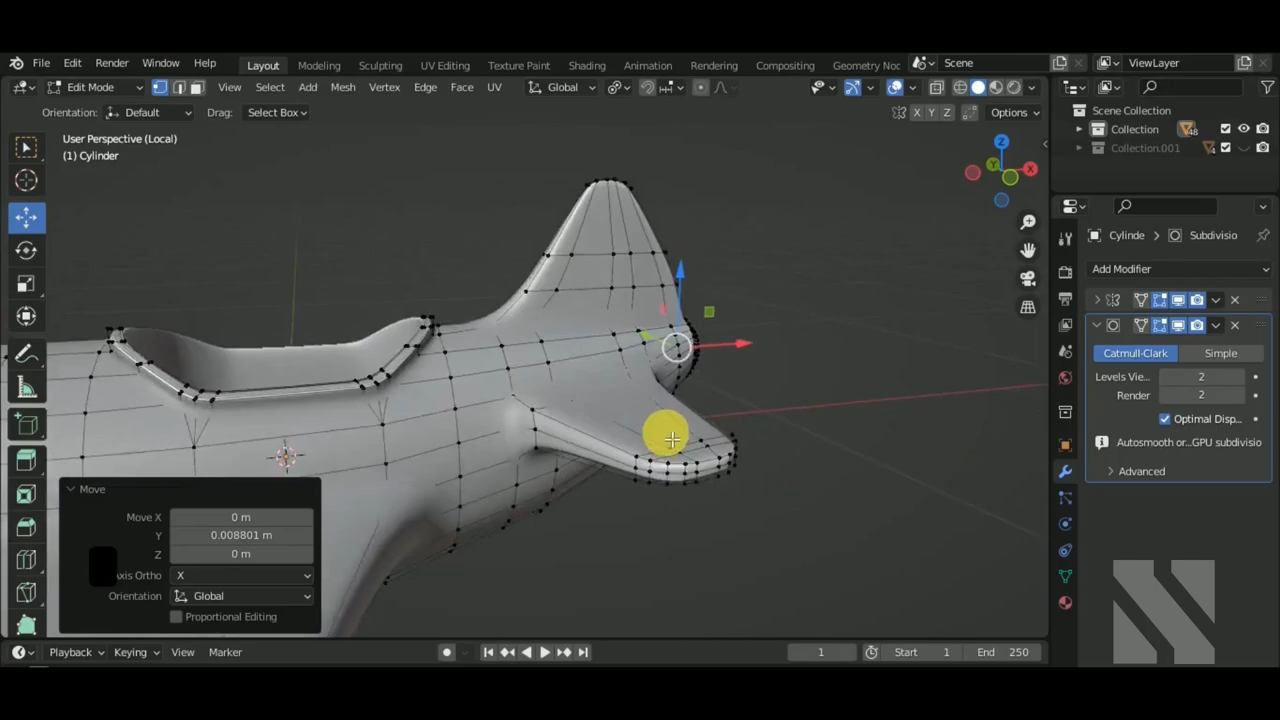 File Edit Render Window Help Layout Modeling Sculpting UV Editing Texture Paint Shading Animation Rendering Compositing Geometry Noc Scene ViewLayer
Edit Mode View Select Add Mesh Vertex Edge Face UV Global
Orientation: Default Drag: Select Box X Y Z Options
User Perspective (Local)
(1) Cylinder
Z
Y
X
Scene Collection
Collection 48
Collection.001 4
Cylinde > Subdivisio
Add Modifier
Catmull-Clark Simple
Levels Vie... 2
Render 2
Optimal Disp...
Autosmooth or...GPU subdivisio
Advanced
Move
Move X 0 m
Y 0.008801 m
Z 0 m
Axis Ortho X
Orientation Global
Proportional Editing
Playback Keying View Marker 1 Start 1 End 250